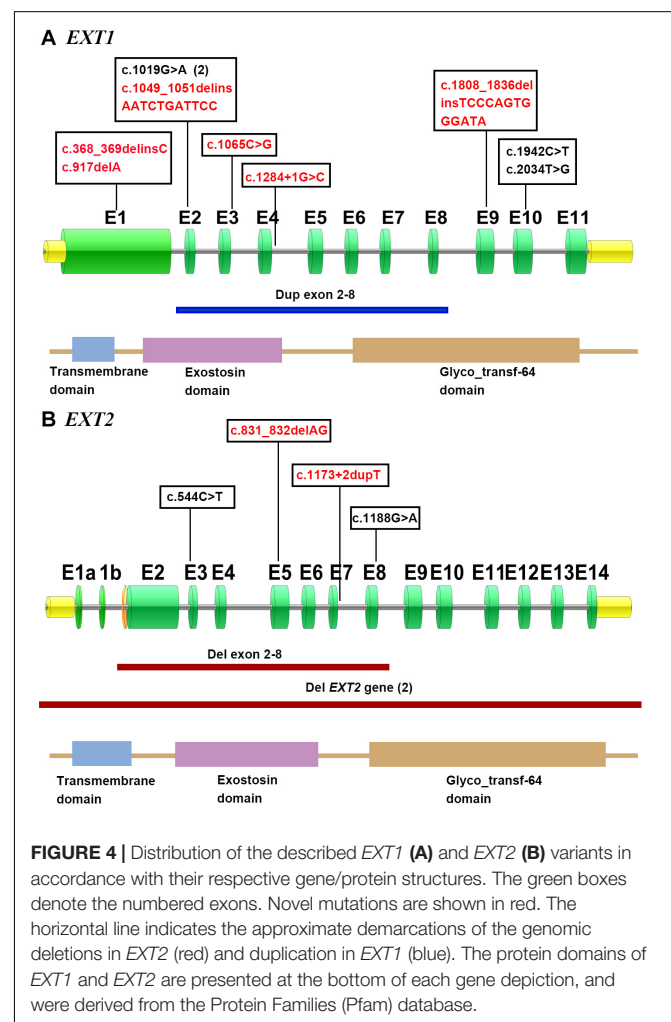 A EXT1
c.1019G>A (2)
c.1049_1051delins
AATCTGATTCC
c.1808_1836del
insTCCCAGTG
GGATA
c.368_369delinsC
c.917delA
c.1065C>G
c.1942C>T
c.2034T>G
c.1284+1G>C
E1 E2 E3 E4 E5 E6 E7 E8 E9 E10 E11
Dup exon 2-8
Transmembrane
domain
Exostosin
domain
Glyco_transf-64
domain
B EXT2
c.831_832delAG
c.1173+2dupT
c.544C>T
c.1188G>A
E1a 1b E2 E3 E4 E5 E6 E7 E8 E9 E10 E11 E12 E13 E14
Del exon 2-8
Del EXT2 gene (2)
Transmembrane
domain
Exostosin
domain
Glyco_transf-64
domain
FIGURE 4 | Distribution of the described EXT1 (A) and EXT2 (B) variants in
accordance with their respective gene/protein structures. The green boxes
denote the numbered exons. Novel mutations are shown in red. The
horizontal line indicates the approximate demarcations of the genomic
deletions in EXT2 (red) and duplication in EXT1 (blue). The protein domains of
EXT1 and EXT2 are presented at the bottom of each gene depiction, and
were derived from the Protein Families (Pfam) database.